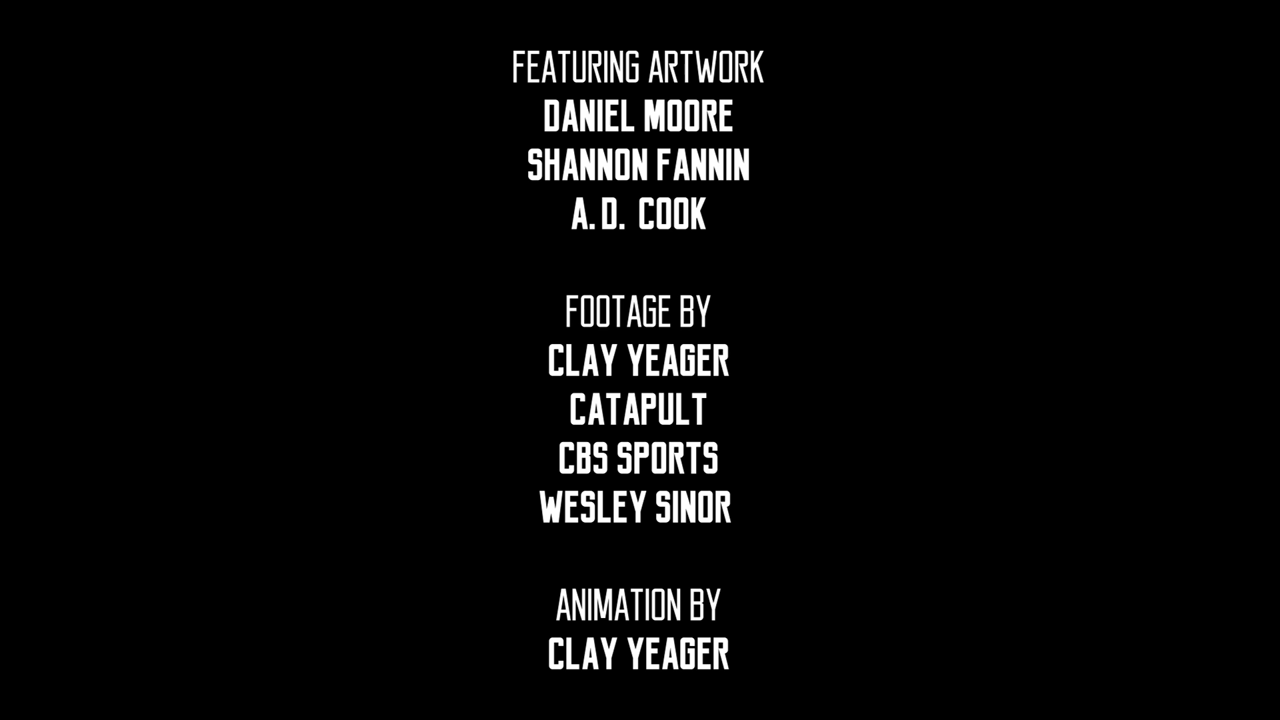 FEATURING ARTWORK
DANIEL MOORE
SHANNON FANNIN
A.D. COOK
FOOTAGE BY
CLAY YEAGER
CATAPULT
CBS SPORTS
WESLEY SINOR
ANIMATION BY
CLAY YEAGER